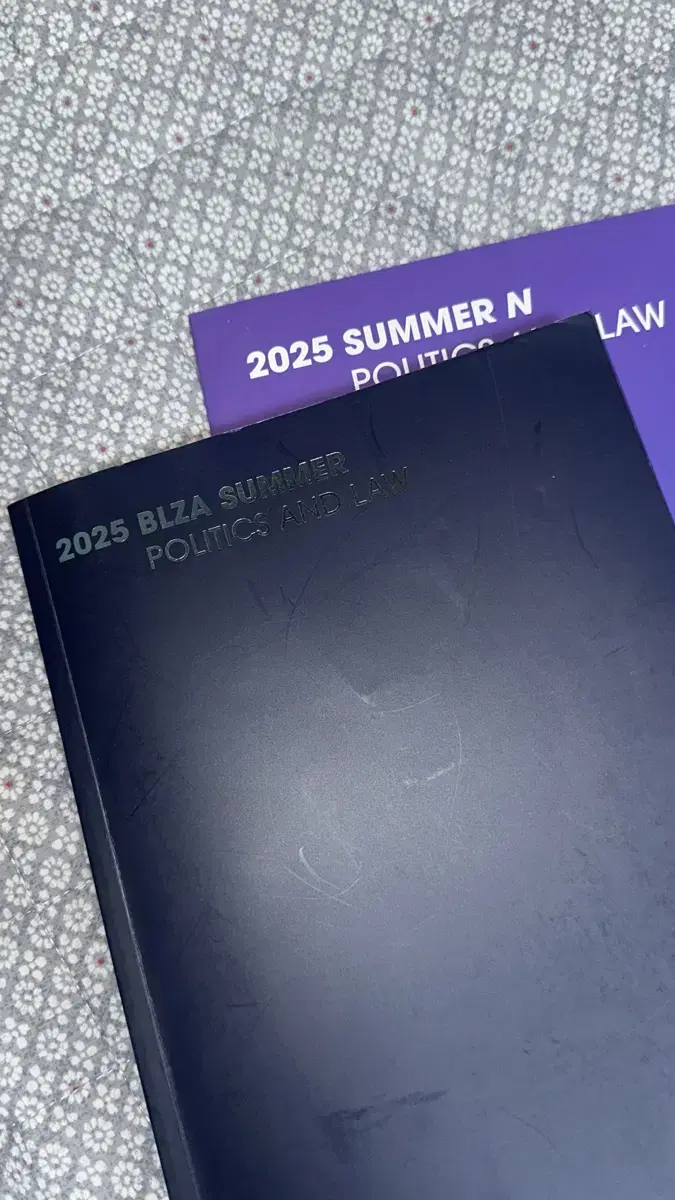 2025 SUMMER N
POLITICS LAW
2025 BLZA SUMMER
POLITICS AND LAW